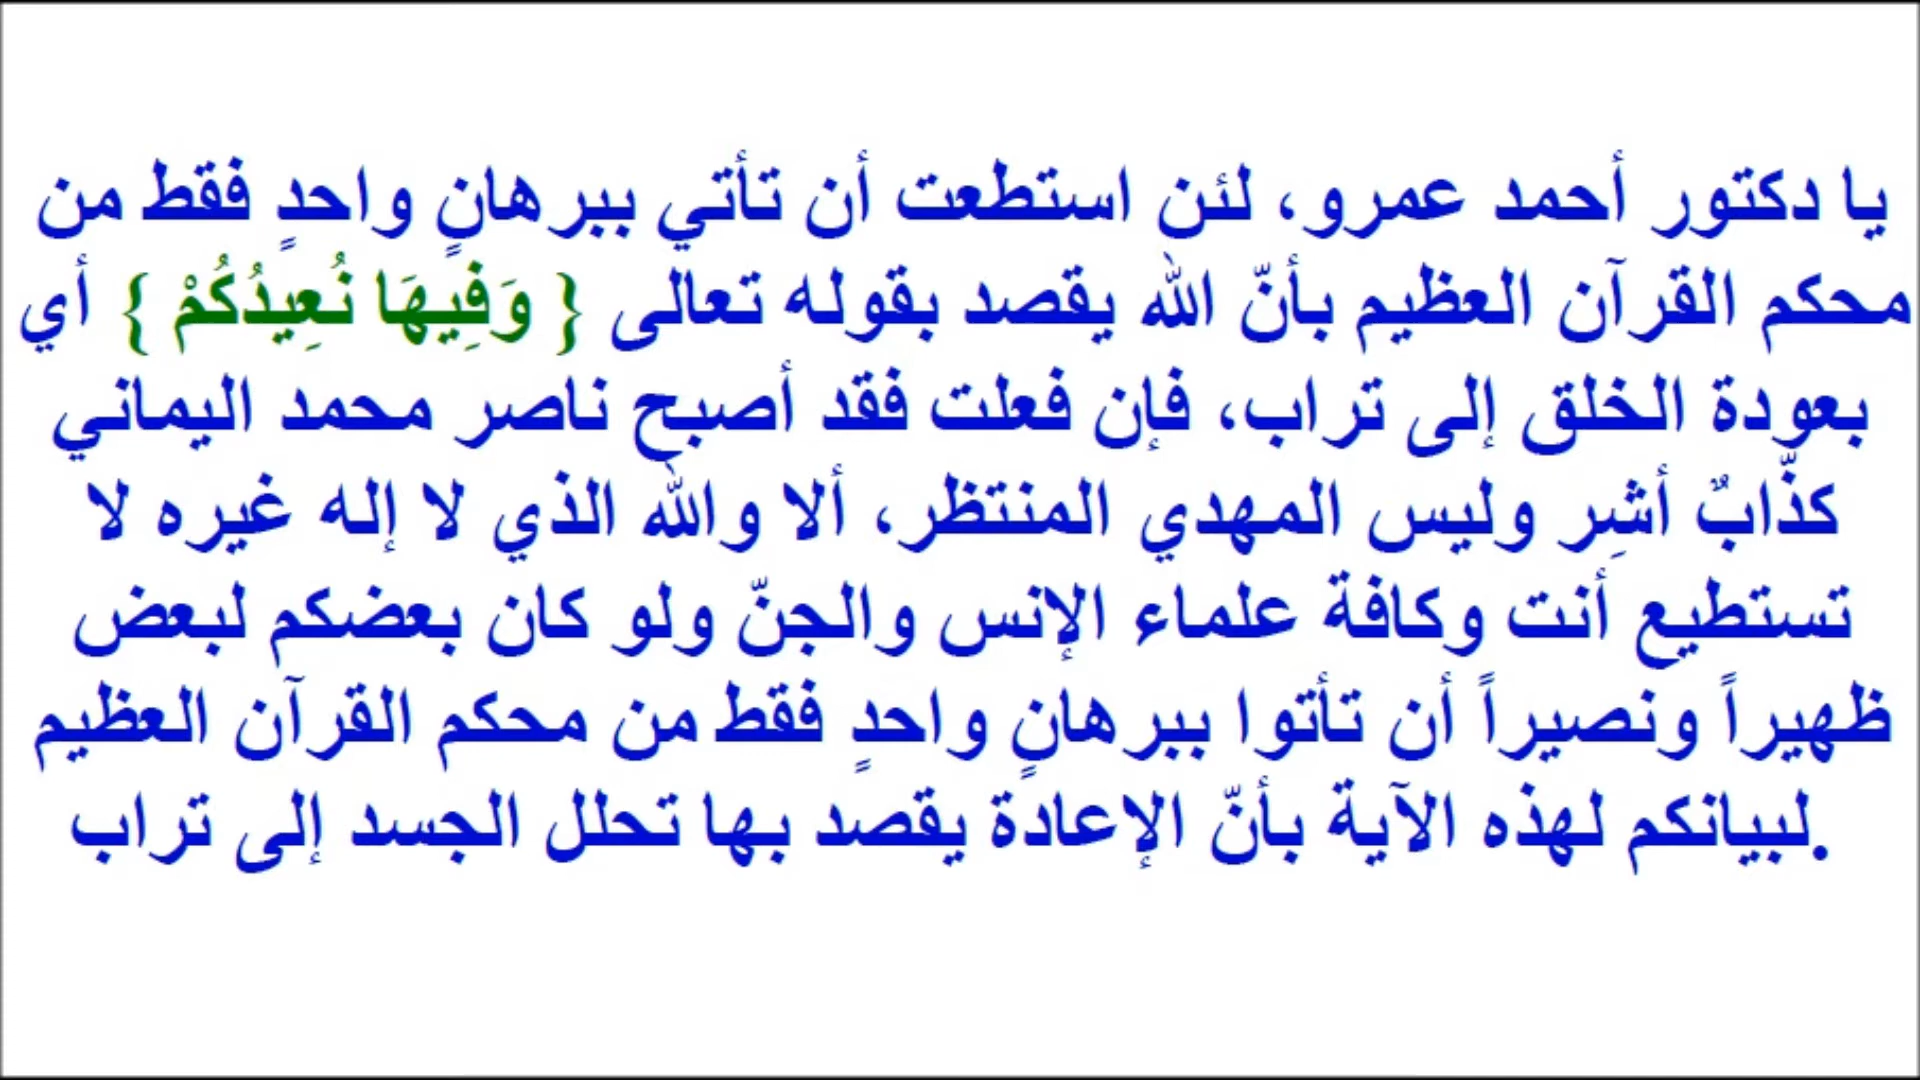 يا دكتور أحمد عمرو، لئن استطعت أن تأتي ببرهانٍ واحدٍ فقط من
محكم القرآن العظيم بأنّ الله يقصد بقوله تعالى { وَفِيهَا نُعِيدُكُمْ } أي
بعودة الخلق إلى تراب، فإن فعلت فقد أصبح ناصر محمد اليماني
كذّابٌ أشِر وليس المهدي المنتظر، ألا والله الذي لا إله غيره لا
تستطيع أنت وكافة علماء الإنس والجنّ ولو كان بعضكم لبعض
ظهيراً ونصيراً أن تأتوا ببرهانٍ واحدٍ فقط من محكم القرآن العظيم
.لبيانكم لهذه الآية بأنّ الإعادة يقصد بها تحلل الجسد إلى تراب